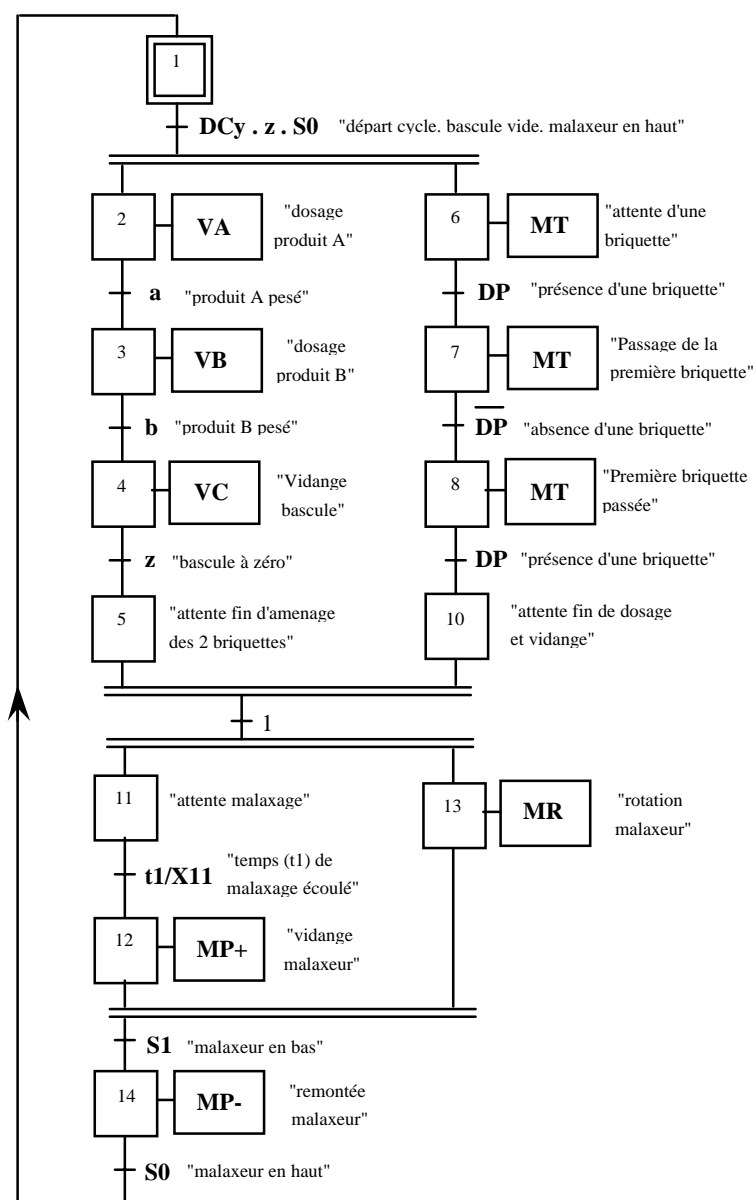 1
DCy . z . S0 "départ cycle. bascule vide. malaxeur en haut"
2 VA "dosage
produit A"
6 MT "attente d'une
briquette"
a "produit A pesé"
DP "présence d'une briquette"
3 VB "dosage
produit B"
7 MT "Passage de la
première briquette"
b "produit B pesé"
DP "absence d'une briquette"
4 VC "Vidange
bascule"
8 MT "Première briquette
passée"
z "bascule à zéro"
DP "présence d'une briquette"
5 "attente fin d'amenage
des 2 briquettes"
10 "attente fin de dosage
et vidange"
1
11 "attente malaxage"
13 MR "rotation
malaxeur"
t1/X11 "temps (t1) de
malaxage écoulé"
12 MP+ "vidange
malaxeur"
S1 "malaxeur en bas"
14 MP- "remontée
malaxeur"
S0 "malaxeur en haut"